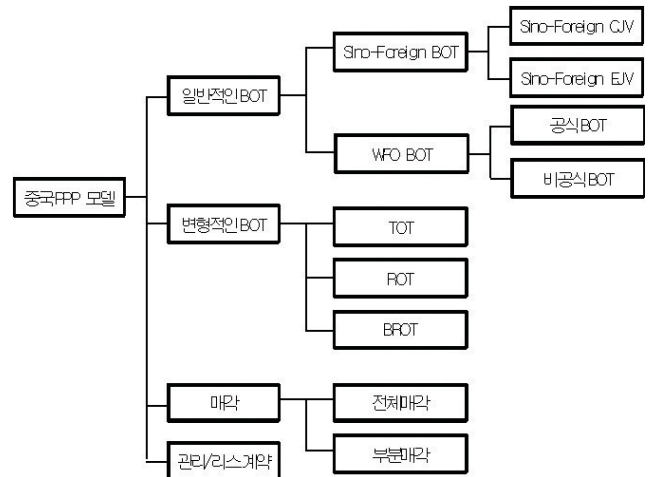 중국PPP 모델
일반적인BOT
Sino-Foreign BOT
Sino-Foreign CJV
Sino-Foreign EJV
WFO BOT
공식BOT
비공식BOT
변형적인BOT
TOT
ROT
BROT
매각
전체매각
부분매각
관리/리스계약